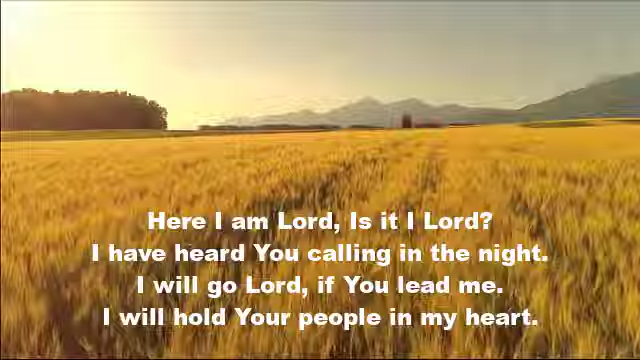 Here I am Lord, Is it I Lord?
I have heard You calling in the night.
I will go Lord, if You lead me.
I will hold Your people in my heart.